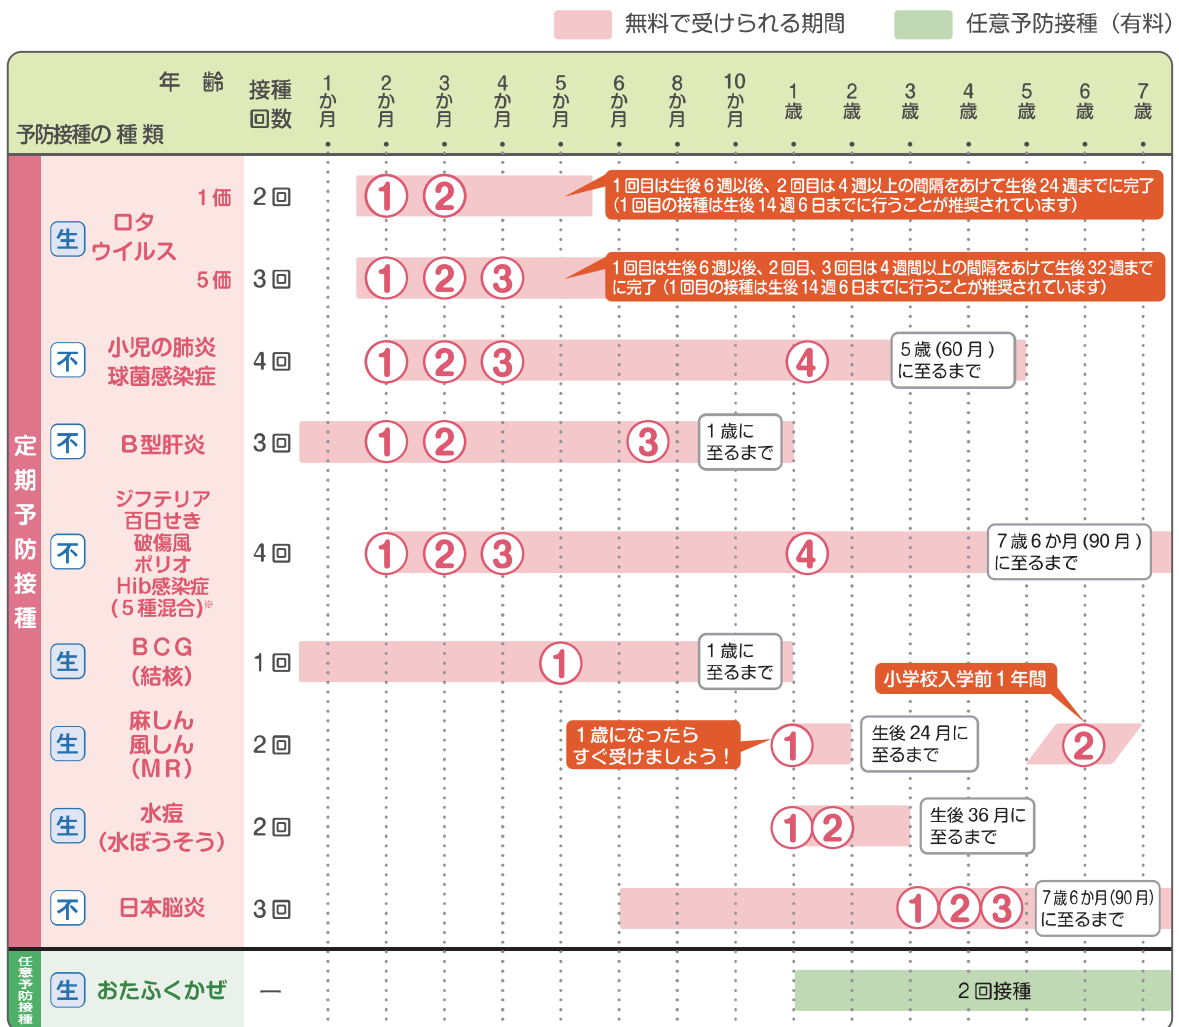 無料で受けられる期間
任意予防接種（有料）
年 齢
予防接種の種類
接種
回数
1か月
2か月
3か月
4か月
5か月
6か月
8か月
10か月
1歳
2歳
3歳
4歳
5歳
6歳
7歳
定期予防接種
生
ロタ
ウイルス
1価
2回
① ②
1回目は生後6週以後、2回目は4週以上の間隔をあけて生後24週までに完了
（1回目の接種は生後14週6日までに行うことが推奨されています）
5価
3回
① ② ③
1回目は生後6週以後、2回目、3回目は4週間以上の間隔をあけて生後32週まで
に完了（1回目の接種は生後14週6日までに行うことが推奨されています）
不
小児の肺炎
球菌感染症
4回
① ② ③ ④
5歳(60月)
に至るまで
不
B型肝炎
3回
① ② ③
1歳に
至るまで
不
ジフテリア
百日せき
破傷風
ポリオ
Hib感染症
(5種混合)※
4回
① ② ③ ④
7歳6か月(90月)
に至るまで
生
BCG
（結核）
1回
①
1歳に
至るまで
生
麻しん
風しん
（MR）
2回
1歳になったら
すぐ受けましょう！
①
生後24月に
至るまで
小学校入学前1年間
②
生
水痘
（水ぼうそう）
2回
① ②
生後36月に
至るまで
不
日本脳炎
3回
① ② ③
7歳6か月(90月)
に至るまで
任意予防接種
生
おたふくかぜ
―
2回接種